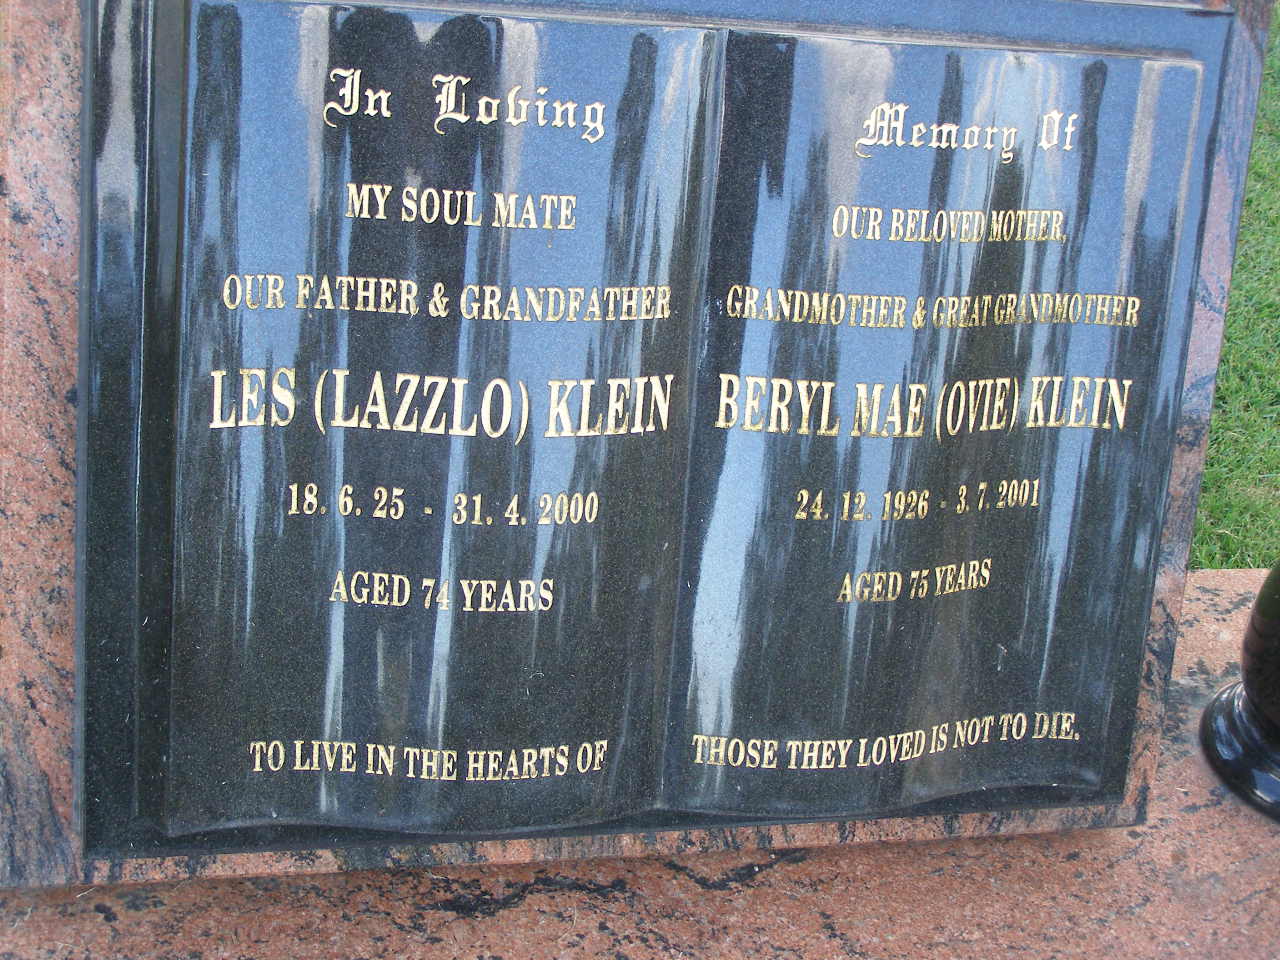 In Loving Memory Of
MY SOUL MATE
OUR FATHER & GRANDFATHER
LES (LAZZLO) KLEIN
18. 6. 25 - 31. 4. 2000
AGED 74 YEARS
TO LIVE IN THE HEARTS OF
OUR BELOVED MOTHER,
GRANDMOTHER & GREAT GRANDMOTHER
BERYL MAE (OVIE) KLEIN
24. 12. 1926 - 3. 7. 2001
AGED 75 YEARS
THOSE THEY LOVED IS NOT TO DIE.